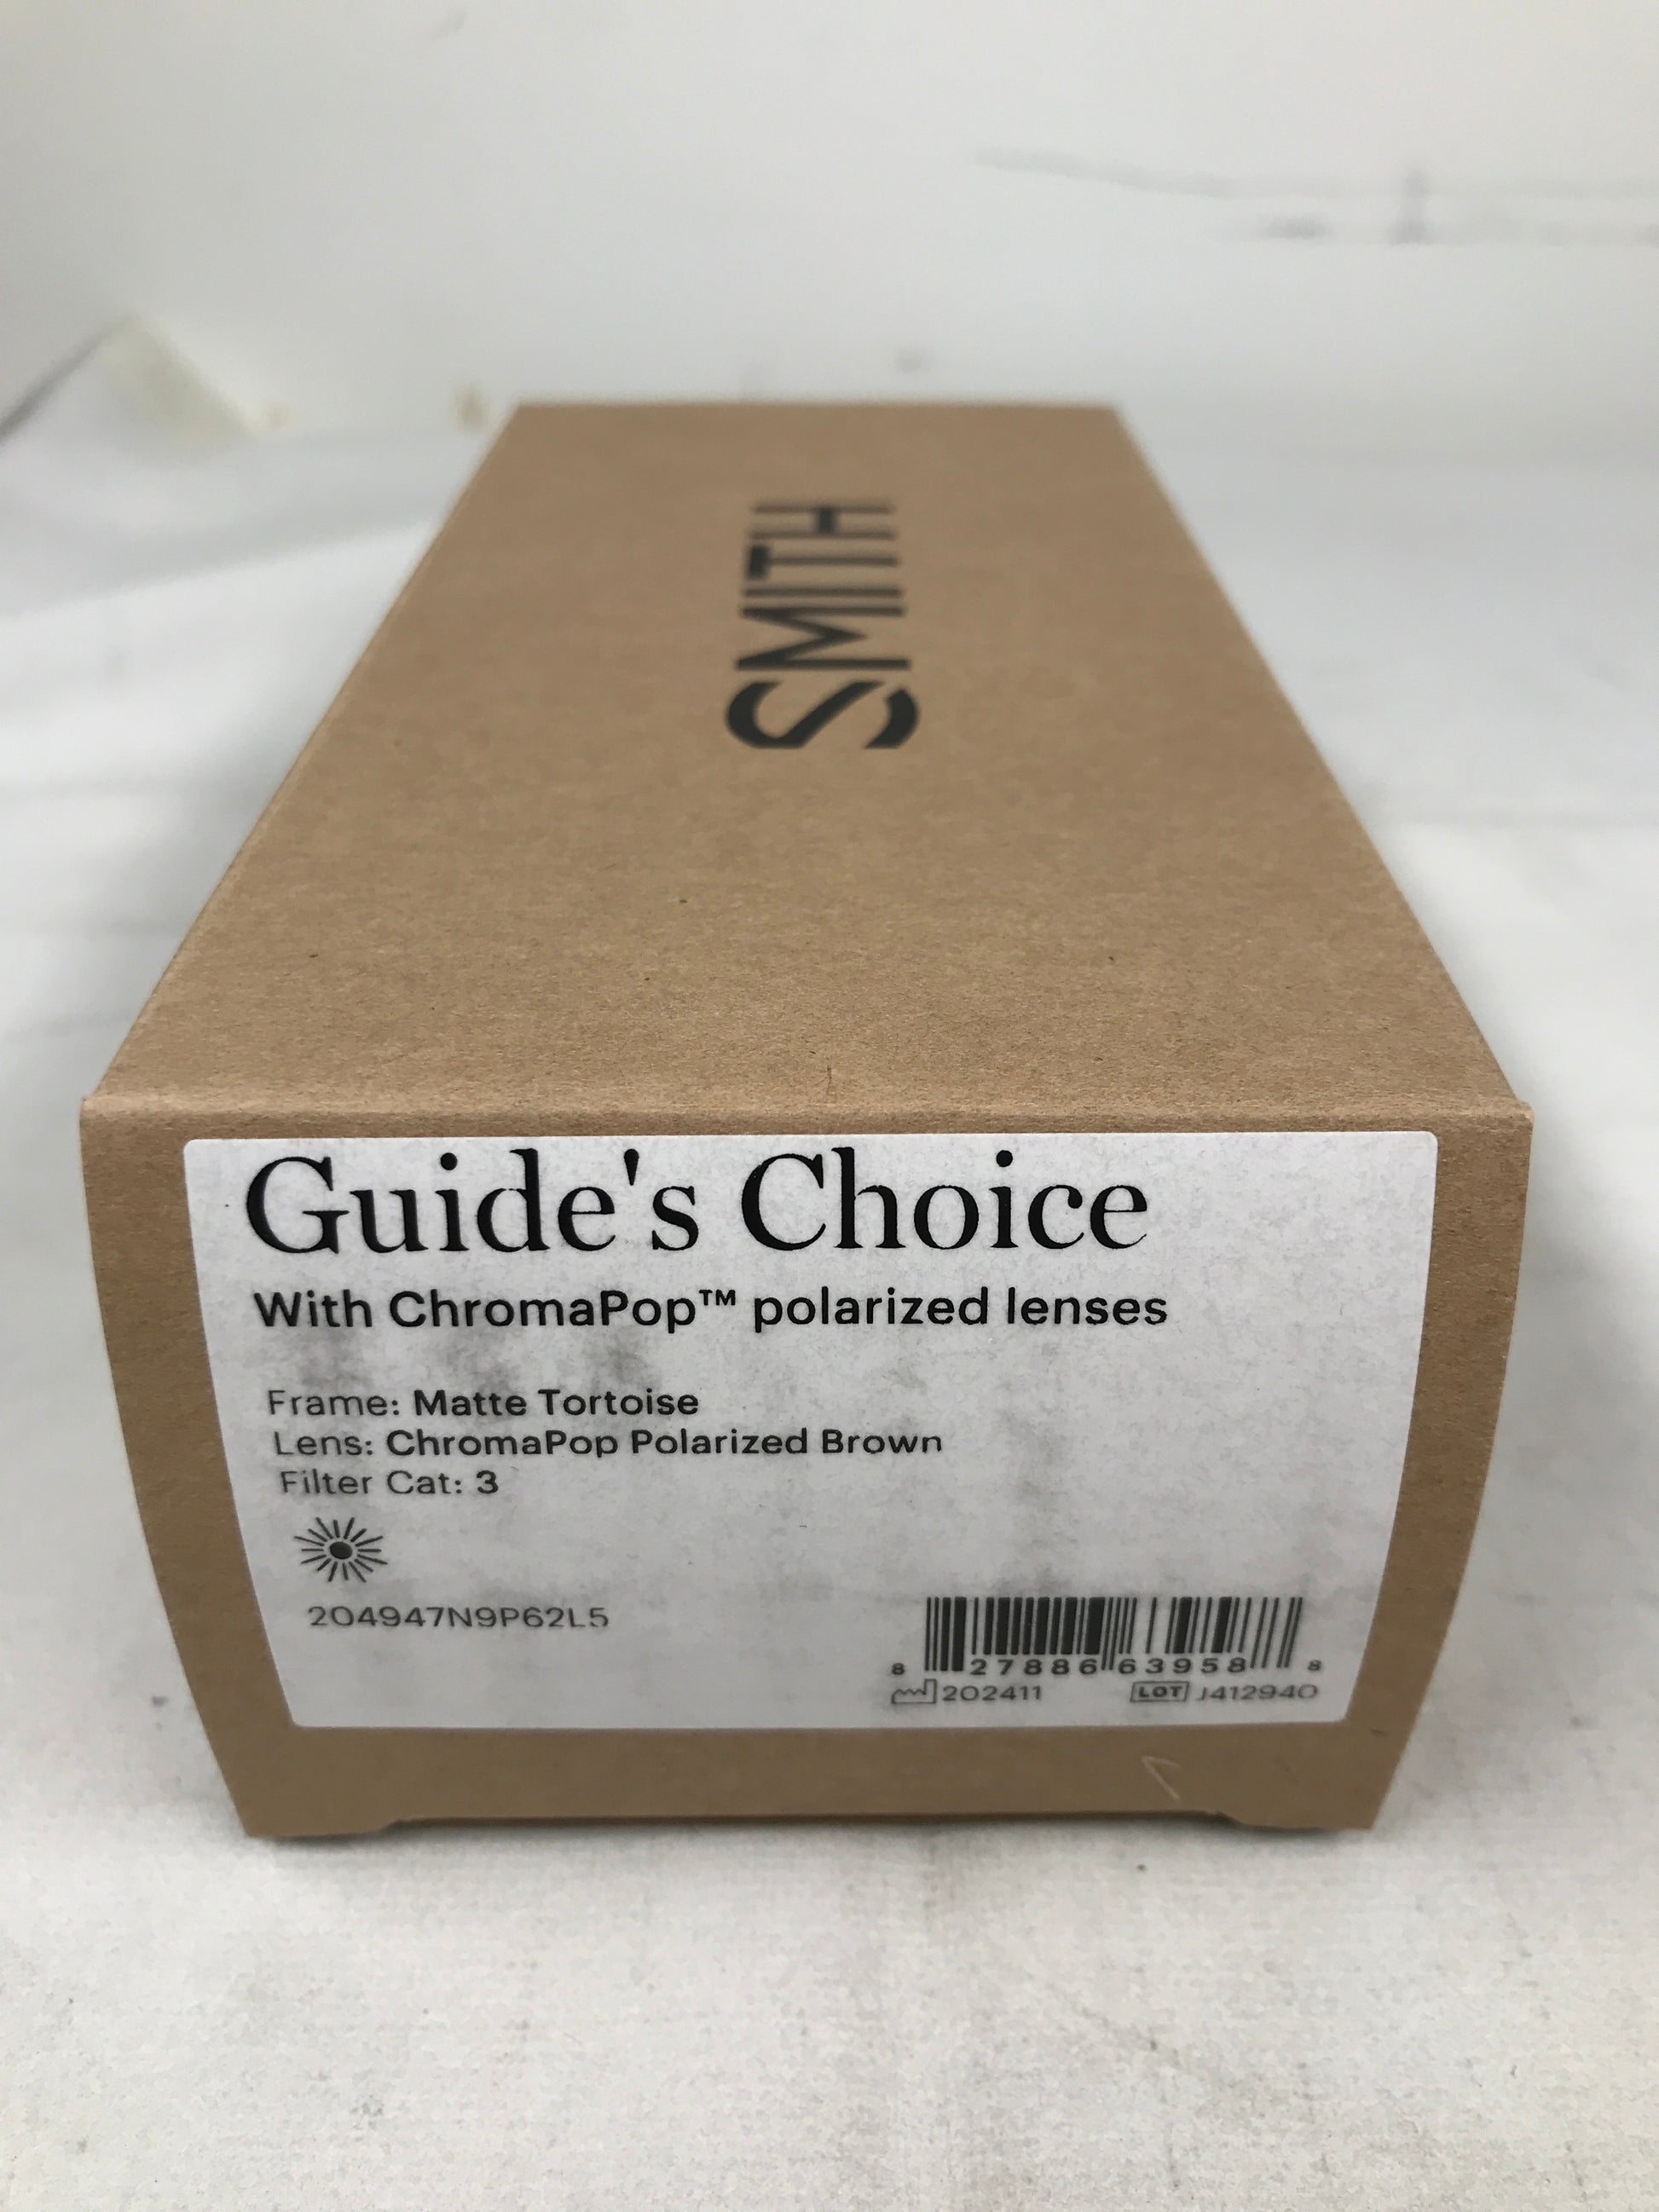 SMITH
Guide's Choice
With ChromaPop™ polarized lenses
Frame: Matte Tortoise
Lens: ChromaPop Polarized Brown
Filter Cat: 3
204947N9P62L5
8 27886 63958 8
202411 LOT J412940